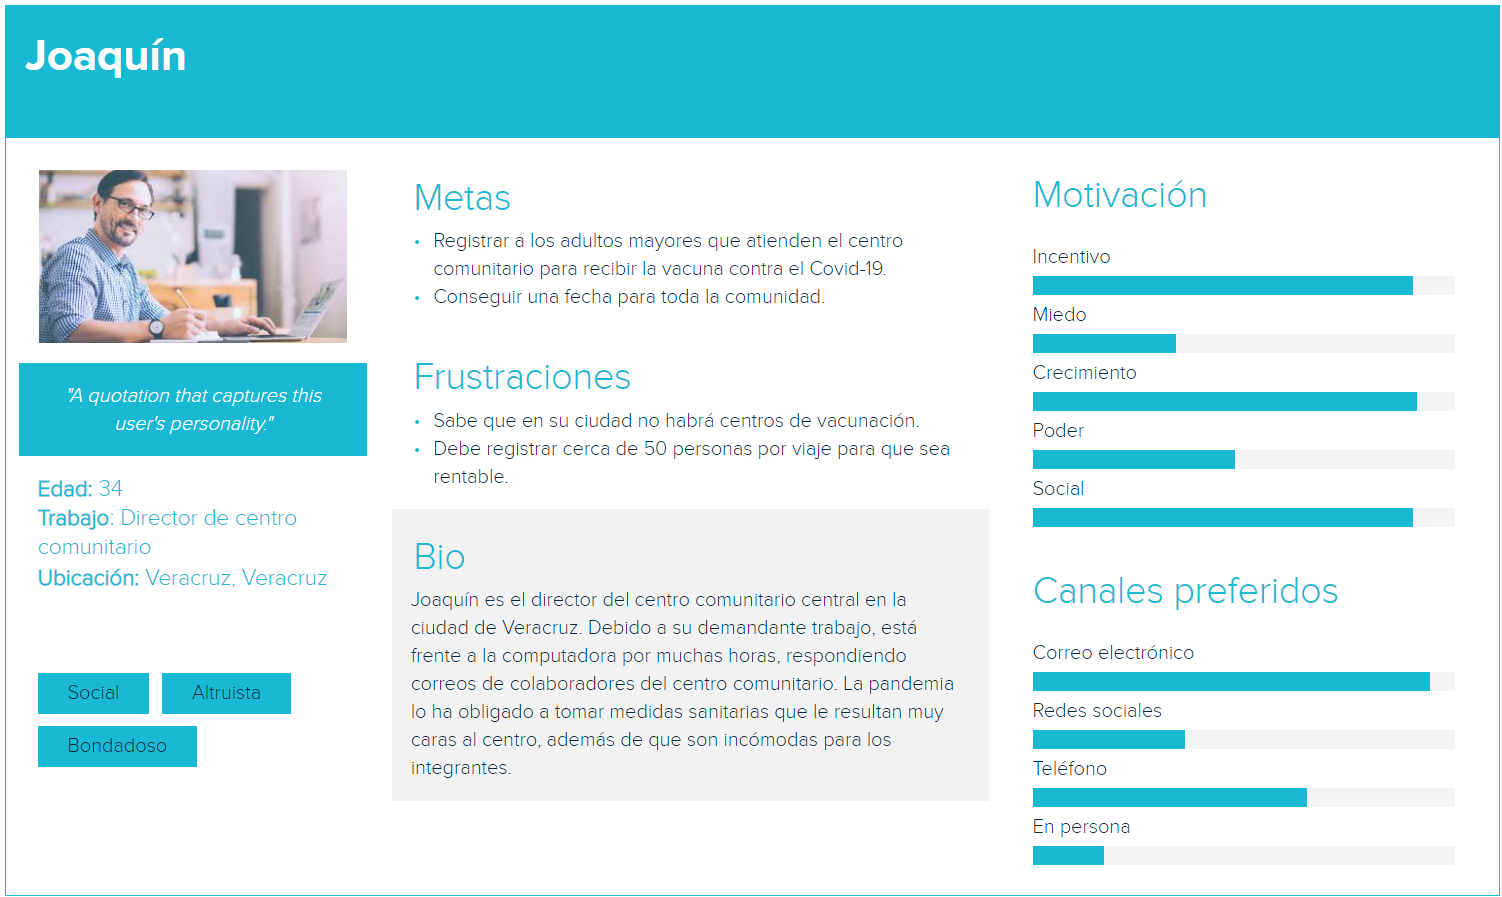 Joaquín
"A quotation that captures this
user's personality."
Edad: 34
Trabajo: Director de centro
comunitario
Ubicación: Veracruz, Veracruz
Social
Altruista
Bondadoso
Metas
• Registrar a los adultos mayores que atienden el centro
comunitario para recibir la vacuna contra el Covid-19.
• Conseguir una fecha para toda la comunidad.
Frustraciones
• Sabe que en su ciudad no habrá centros de vacunación.
• Debe registrar cerca de 50 personas por viaje para que sea
rentable.
Bio
Joaquín es el director del centro comunitario central en la
ciudad de Veracruz. Debido a su demandante trabajo, está
frente a la computadora por muchas horas, respondiendo
correos de colaboradores del centro comunitario. La pandemia
lo ha obligado a tomar medidas sanitarias que le resultan muy
caras al centro, además de que son incómodas para los
integrantes.
Motivación
Incentivo
Miedo
Crecimiento
Poder
Social
Canales preferidos
Correo electrónico
Redes sociales
Teléfono
En persona